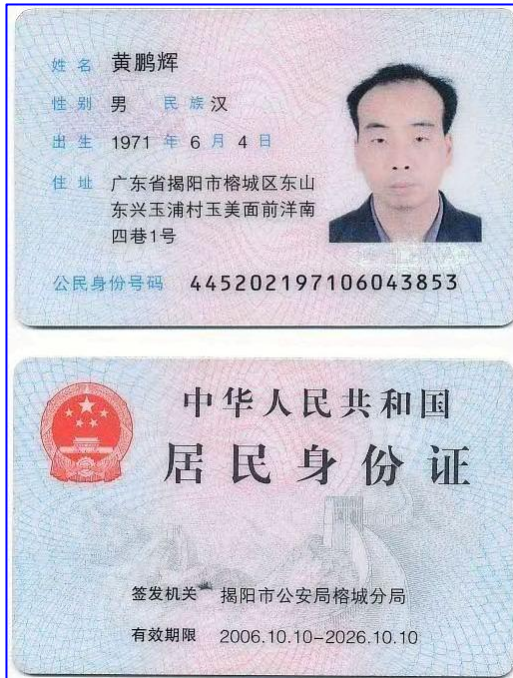 姓名 黄鹏辉
性别 男 民族 汉
出生 1971 年 6 月 4 日
住址 广东省揭阳市榕城区东山
东兴玉浦村玉美面前洋南
四巷1号
公民身份号码 445202197106043853
中华人民共和国
居民身份证
签发机关 揭阳市公安局榕城分局
有效期限 2006.10.10-2026.10.10